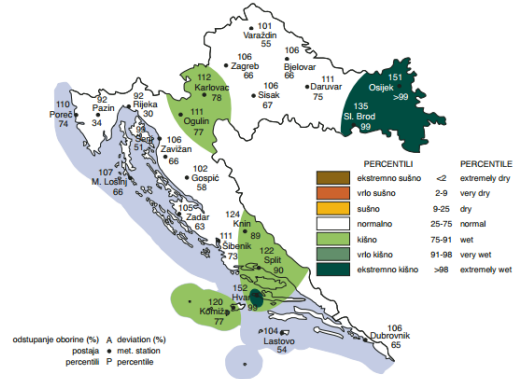 101
Varaždin
55
106
Zagreb
66
106
Bjelovar
66
111
Daruvar
75
106
Sisak
67
151
Osijek
>99
135
Sl. Brod
99
112
Karlovac
78
111
Ogulin
77
92
Rijeka
30
92
Pazin
34
110
Poreč
74
99
Senj
51
106
Zavižan
66
107
M. Lošinj
66
102
Gospić
58
105
Zadar
63
124
Knin
89
111
Šibenik
73
122
Split
90
152
Hvar
99
120
Komiža
77
104
Lastovo
54
106
Dubrovnik
65
PERCENTILI PERCENTILE
ekstremno sušno <2 extremely dry
vrlo sušno 2-9 very dry
sušno 9-25 dry
normalno 25-75 normal
kišno 75-91 wet
vrlo kišno 91-98 very wet
ekstremno kišno >98 extremely wet
odstupanje oborine (%) A deviation (%)
postaja • met. station
percentili P percentile